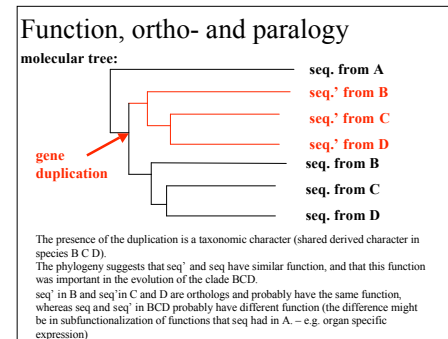 Function, ortho- and paralogy
molecular tree:
seq. from A
seq.' from B
seq.' from C
seq.' from D
gene
duplication
seq. from B
seq. from C
seq. from D
The presence of the duplication is a taxonomic character (shared derived character in
species B C D).
The phylogeny suggests that seq' and seq have similar function, and that this function
was important in the evolution of the clade BCD.
seq' in B and seq'in C and D are orthologs and probably have the same function,
whereas seq and seq' in BCD probably have different function (the difference might
be in subfunctionalization of functions that seq had in A. – e.g. organ specific
expression)